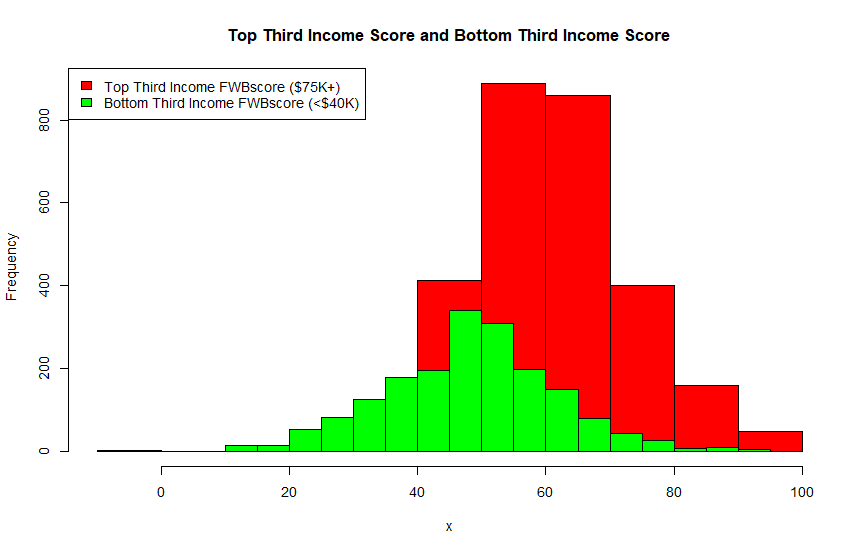 Top Third Income Score and Bottom Third Income Score
Top Third Income FWBscore ($75K+)
Bottom Third Income FWBscore (<$40K)
Frequency
800
600
400
200
0
0 20 40 60 80 100
x